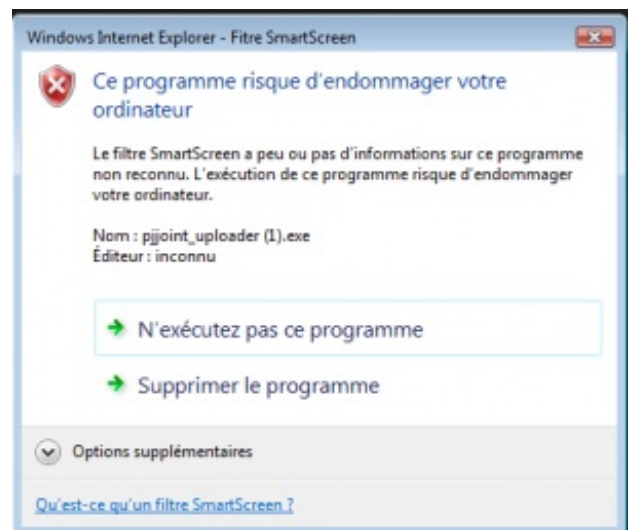 Windows Internet Explorer - Fitre SmartScreen
Ce programme risque d'endommager votre
ordinateur
Le filtre SmartScreen a peu ou pas d'informations sur ce programme
non reconnu. L'exécution de ce programme risque d'endommager
votre ordinateur.
Nom : pjjoint_uploader (1).exe
Éditeur : inconnu
N'exécutez pas ce programme
Supprimer le programme
Options supplémentaires
Qu'est-ce qu'un filtre SmartScreen ?